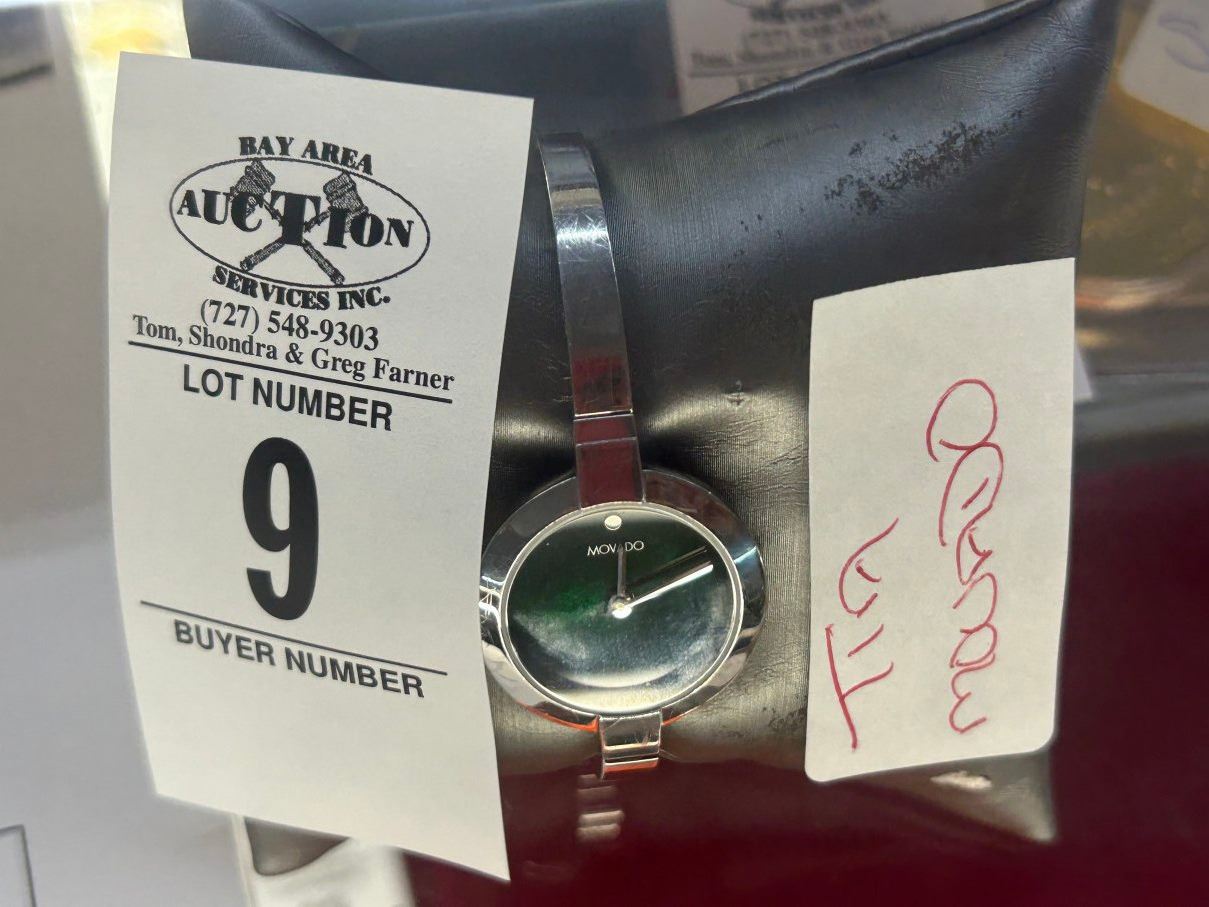 BAY AREA
AUCTION
SERVICES INC.
(727) 548-9303
Tom, Shondra & Greg Farner
LOT NUMBER
9
BUYER NUMBER
MOVADO